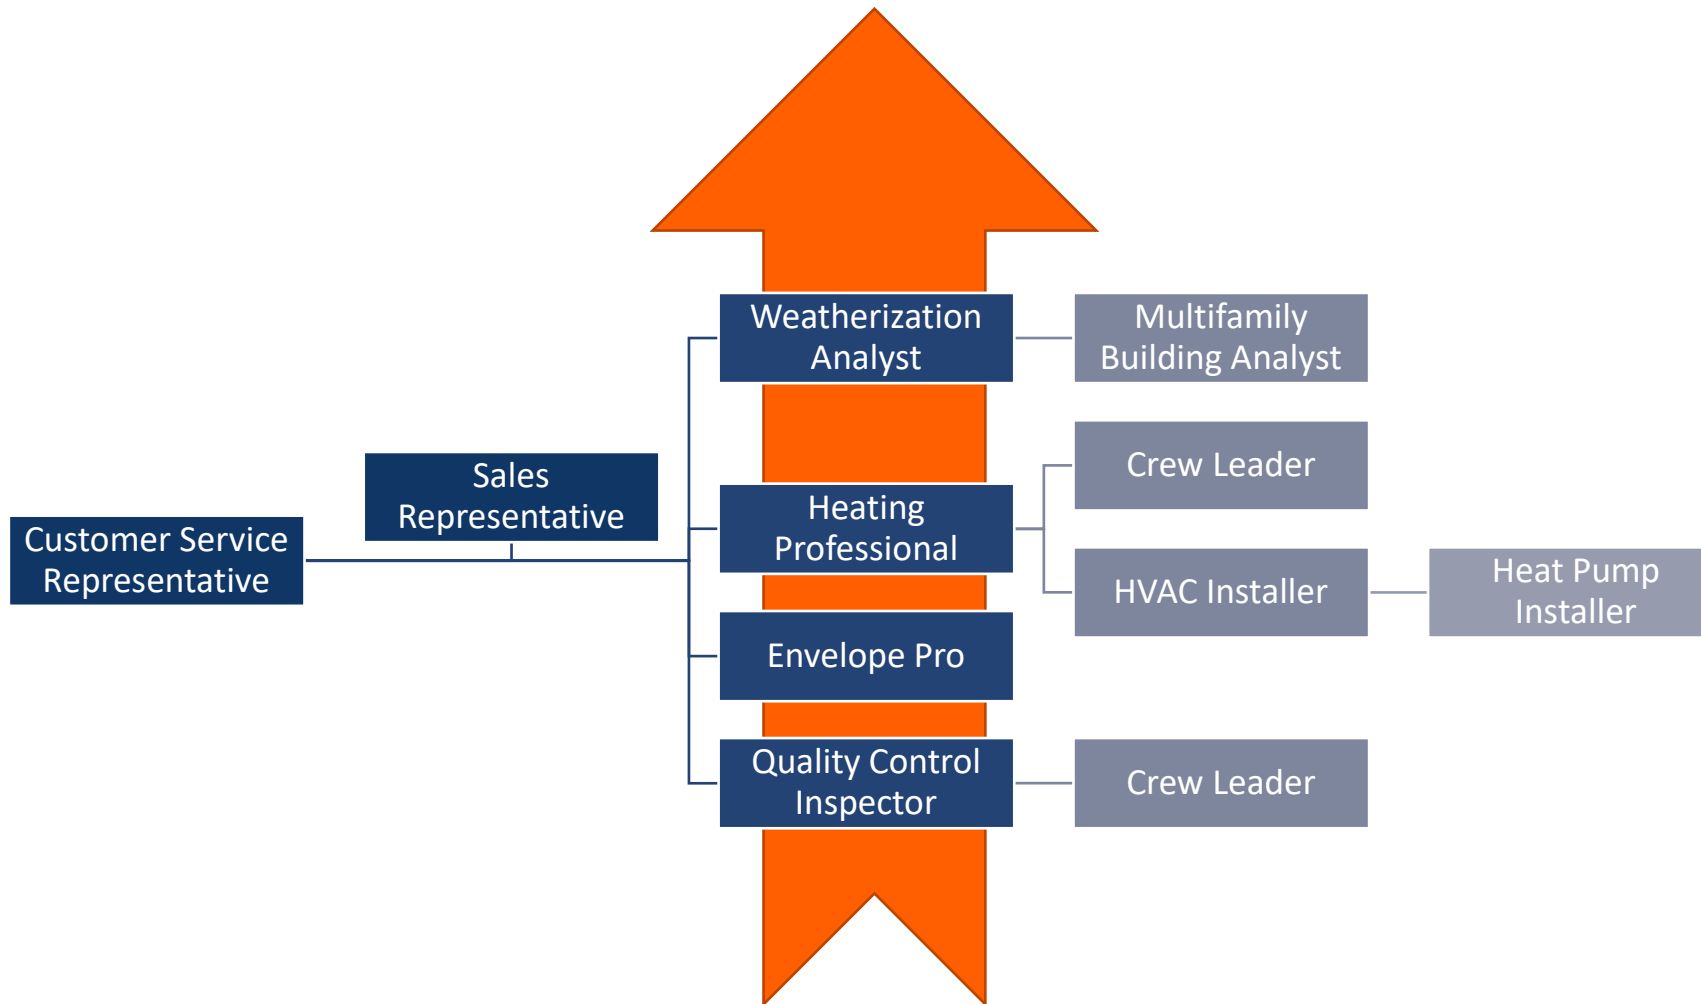 Customer Service
Representative
Sales
Representative
Weatherization
Analyst
Multifamily
Building Analyst
Heating
Professional
Crew Leader
HVAC Installer
Heat Pump
Installer
Envelope Pro
Quality Control
Inspector
Crew Leader